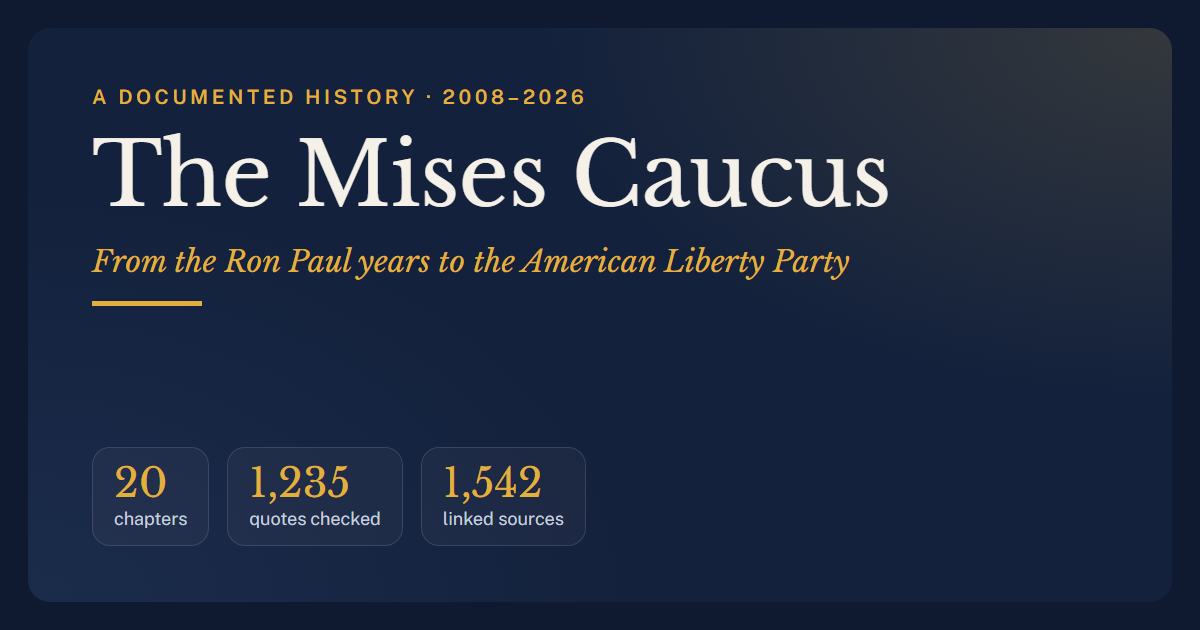 A DOCUMENTED HISTORY · 2008–2026
The Mises Caucus
From the Ron Paul years to the American Liberty Party
20
chapters
1,235
quotes checked
1,542
linked sources